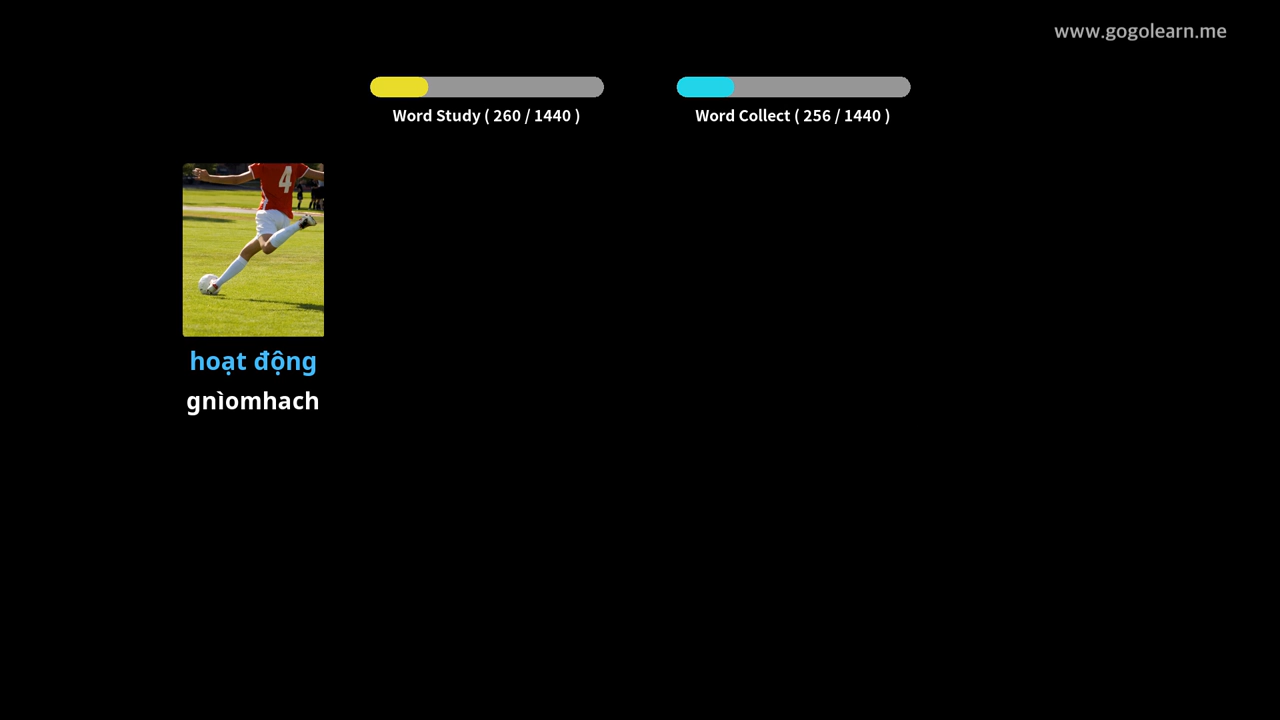 www.gogolearn.me
Word Study ( 260 / 1440 )
Word Collect ( 256 / 1440 )
4
hoạt động
gnìomhach